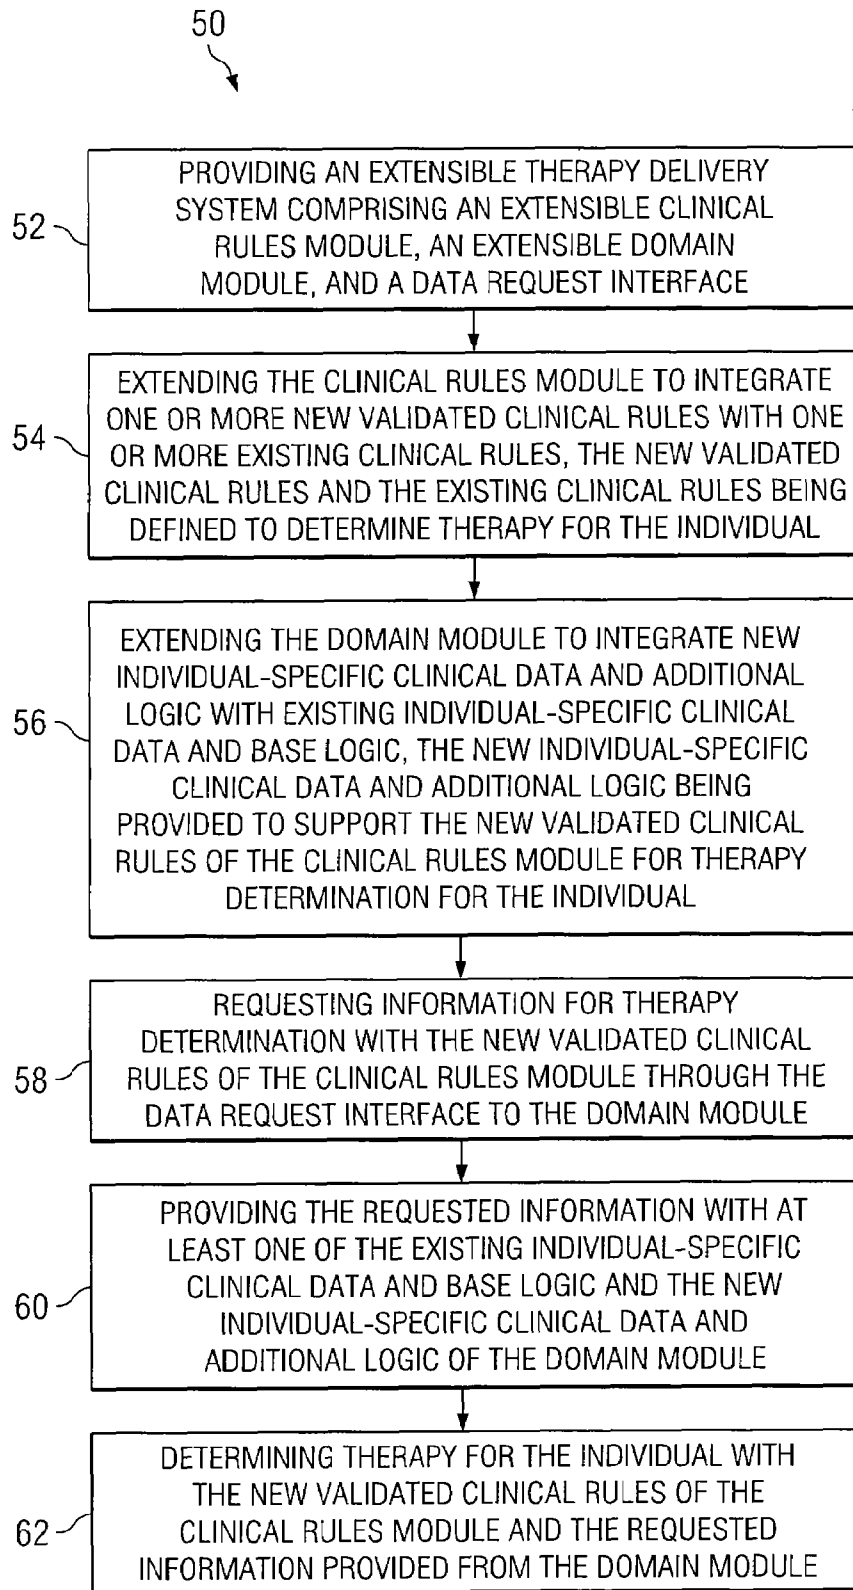 50
52
PROVIDING AN EXTENSIBLE THERAPY DELIVERY
SYSTEM COMPRISING AN EXTENSIBLE CLINICAL
RULES MODULE, AN EXTENSIBLE DOMAIN
MODULE, AND A DATA REQUEST INTERFACE
54
EXTENDING THE CLINICAL RULES MODULE TO INTEGRATE
ONE OR MORE NEW VALIDATED CLINICAL RULES WITH ONE
OR MORE EXISTING CLINICAL RULES, THE NEW VALIDATED
CLINICAL RULES AND THE EXISTING CLINICAL RULES BEING
DEFINED TO DETERMINE THERAPY FOR THE INDIVIDUAL
56
EXTENDING THE DOMAIN MODULE TO INTEGRATE NEW
INDIVIDUAL-SPECIFIC CLINICAL DATA AND ADDITIONAL
LOGIC WITH EXISTING INDIVIDUAL-SPECIFIC CLINICAL
DATA AND BASE LOGIC, THE NEW INDIVIDUAL-SPECIFIC
CLINICAL DATA AND ADDITIONAL LOGIC BEING
PROVIDED TO SUPPORT THE NEW VALIDATED CLINICAL
RULES OF THE CLINICAL RULES MODULE FOR THERAPY
DETERMINATION FOR THE INDIVIDUAL
58
REQUESTING INFORMATION FOR THERAPY
DETERMINATION WITH THE NEW VALIDATED CLINICAL
RULES OF THE CLINICAL RULES MODULE THROUGH THE
DATA REQUEST INTERFACE TO THE DOMAIN MODULE
60
PROVIDING THE REQUESTED INFORMATION WITH AT
LEAST ONE OF THE EXISTING INDIVIDUAL-SPECIFIC
CLINICAL DATA AND BASE LOGIC AND THE NEW
INDIVIDUAL-SPECIFIC CLINICAL DATA AND
ADDITIONAL LOGIC OF THE DOMAIN MODULE
62
DETERMINING THERAPY FOR THE INDIVIDUAL WITH
THE NEW VALIDATED CLINICAL RULES OF THE
CLINICAL RULES MODULE AND THE REQUESTED
INFORMATION PROVIDED FROM THE DOMAIN MODULE